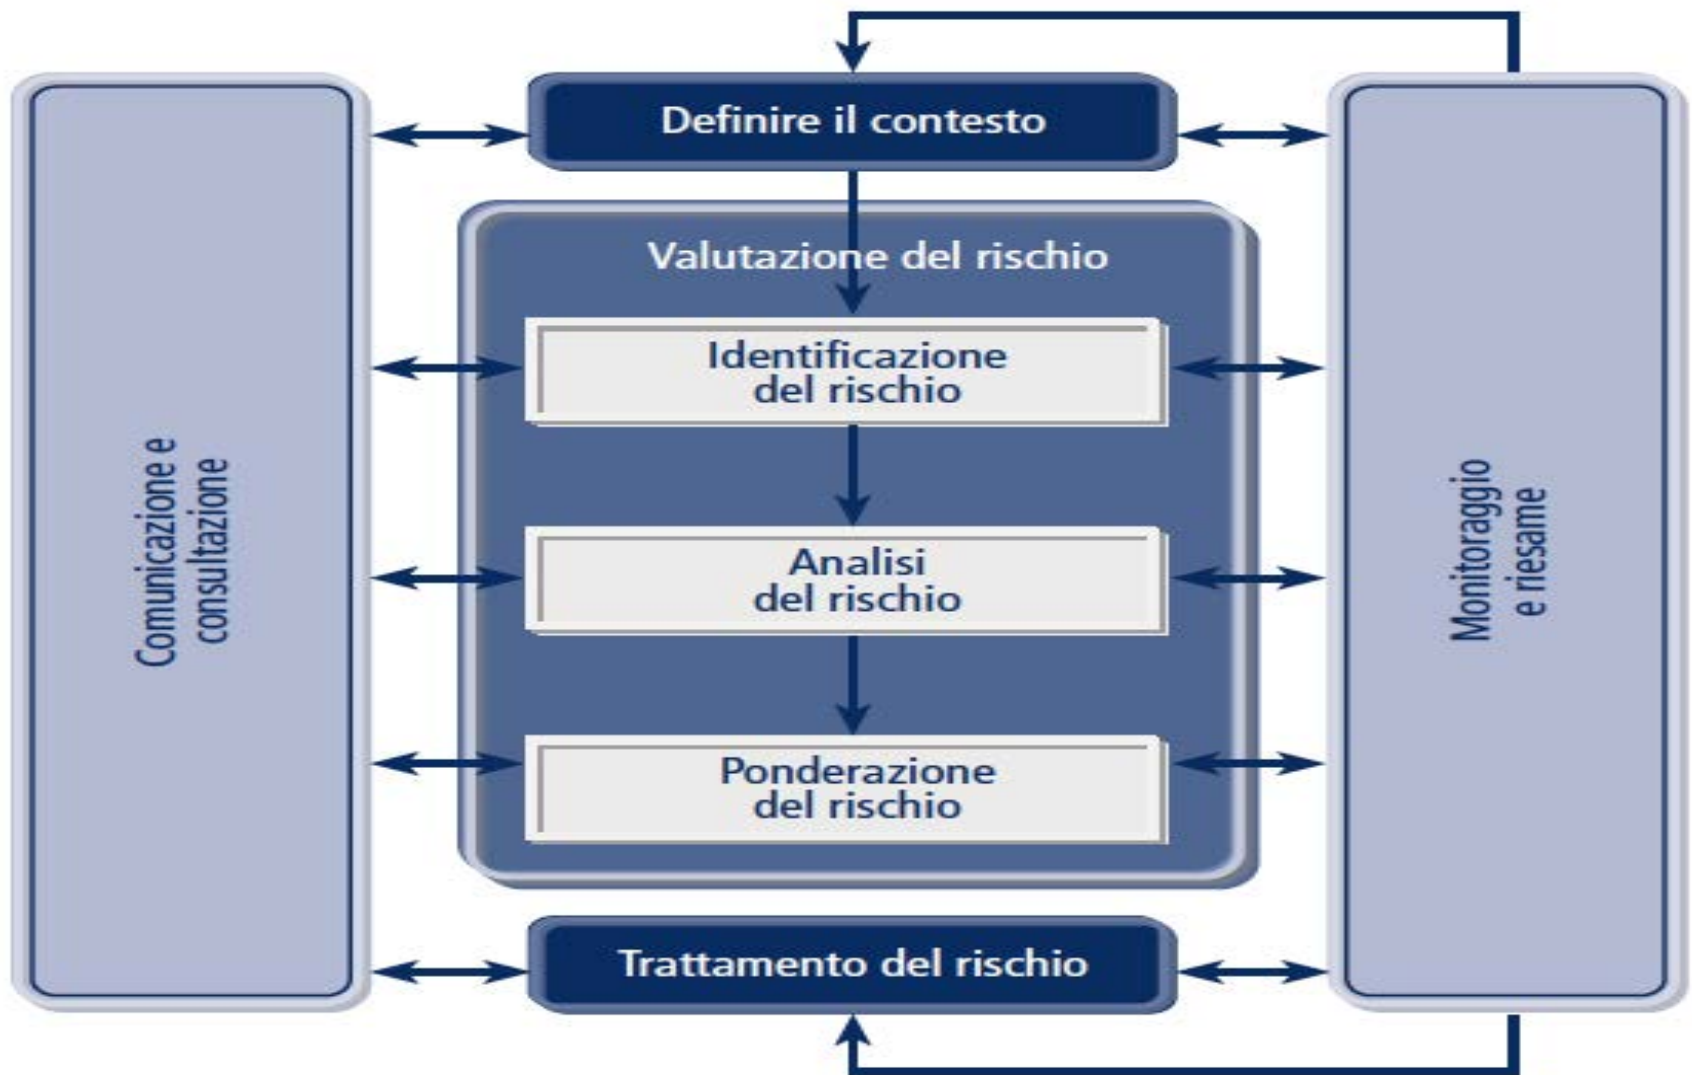 Definire il contesto
Valutazione del rischio
Identificazione
del rischio
Analisi
del rischio
Ponderazione
del rischio
Trattamento del rischio
Comunicazione e
consultazione
Monitoraggio
e riesame